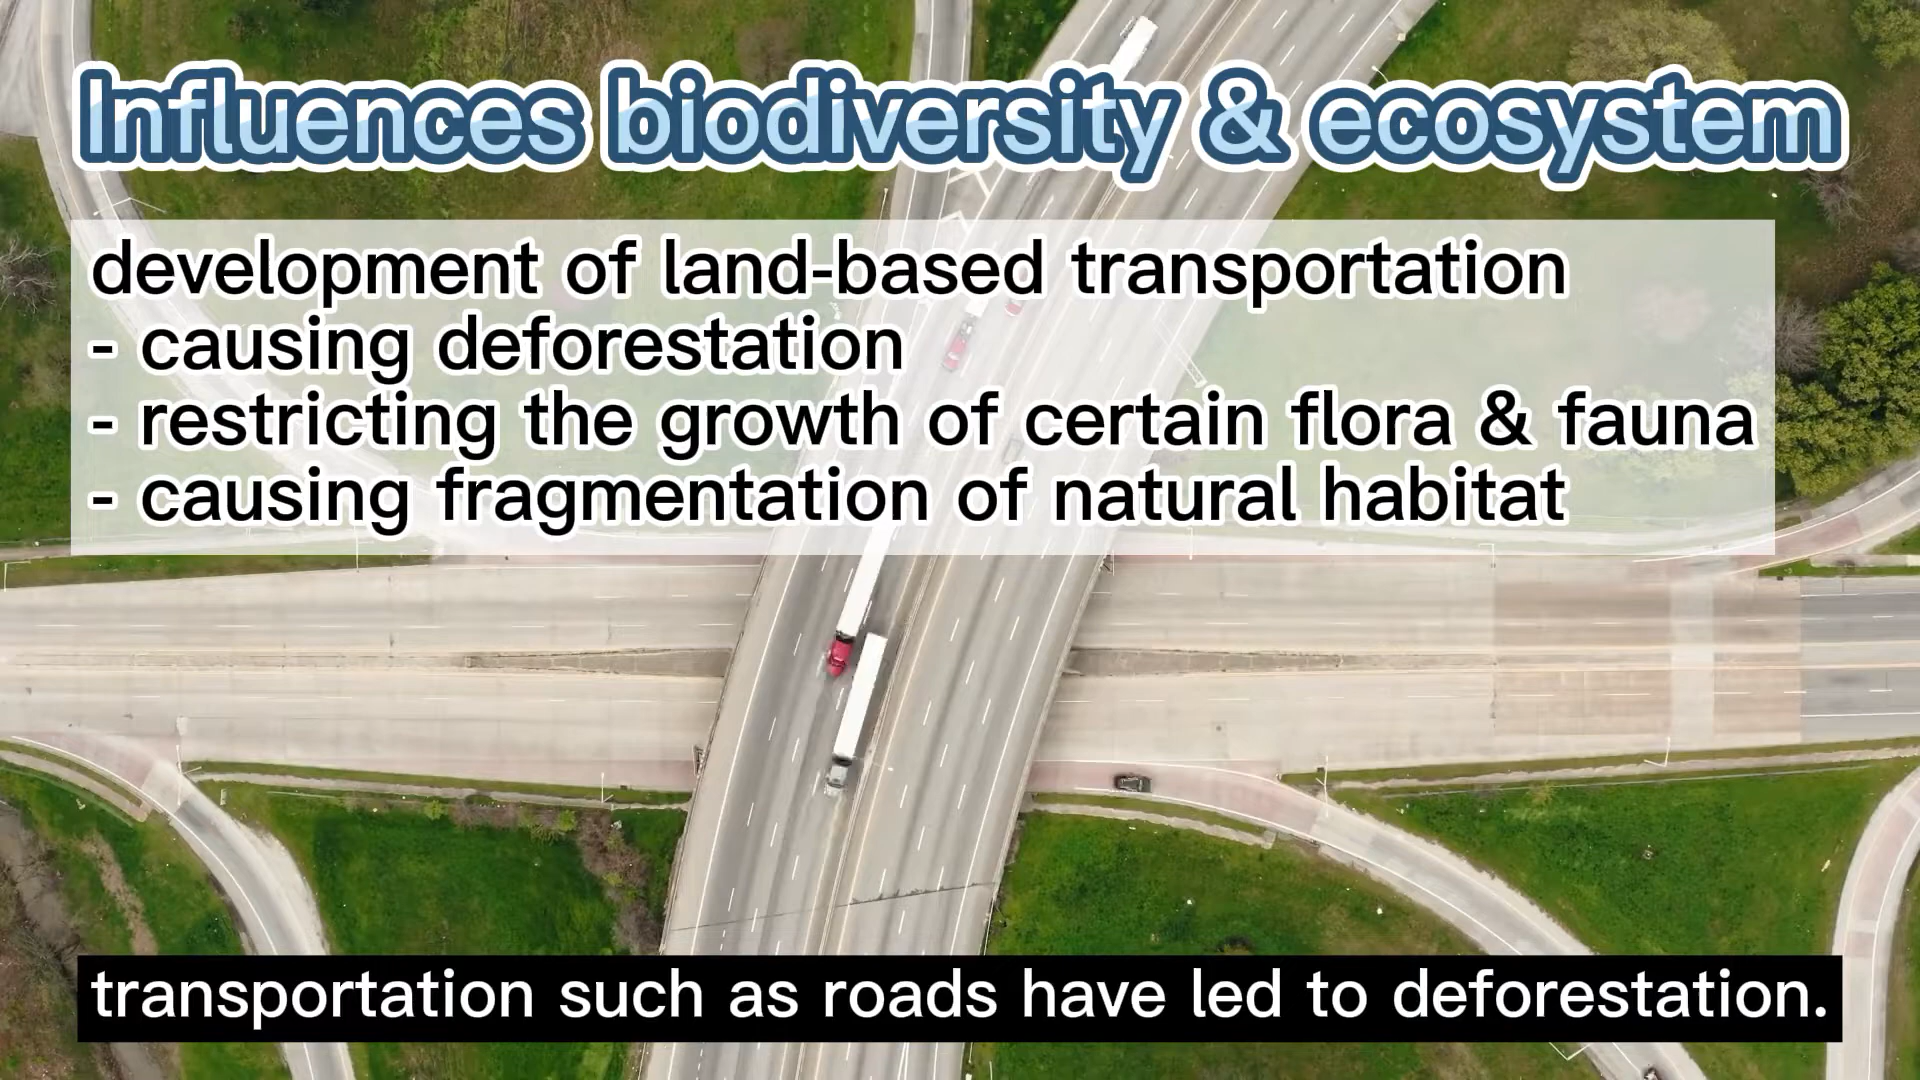 Influences biodiversity & ecosystem
development of land-based transportation
- causing deforestation
- restricting the growth of certain flora & fauna
- causing fragmentation of natural habitat
transportation such as roads have led to deforestation.